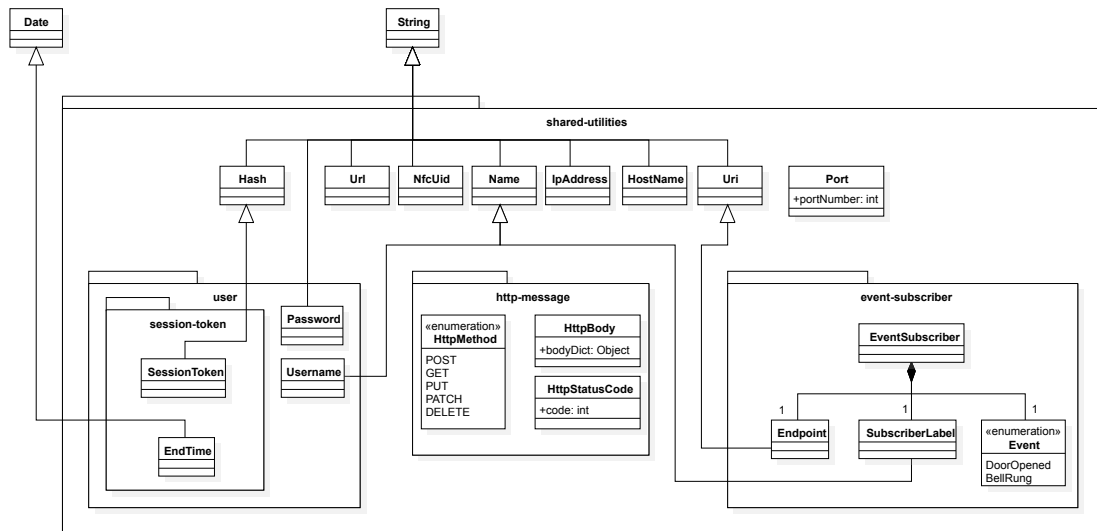 Date
String
shared-utilities
Hash
Url
NfcUid
Name
IpAddress
HostName
Uri
Port
+portNumber: int
user
session-token
SessionToken
EndTime
Password
Username
http-message
«enumeration»
HttpMethod
POST
GET
PUT
PATCH
DELETE
HttpBody
+bodyDict: Object
HttpStatusCode
+code: int
event-subscriber
EventSubscriber
1
1
1
Endpoint
SubscriberLabel
«enumeration»
Event
DoorOpened
BellRung